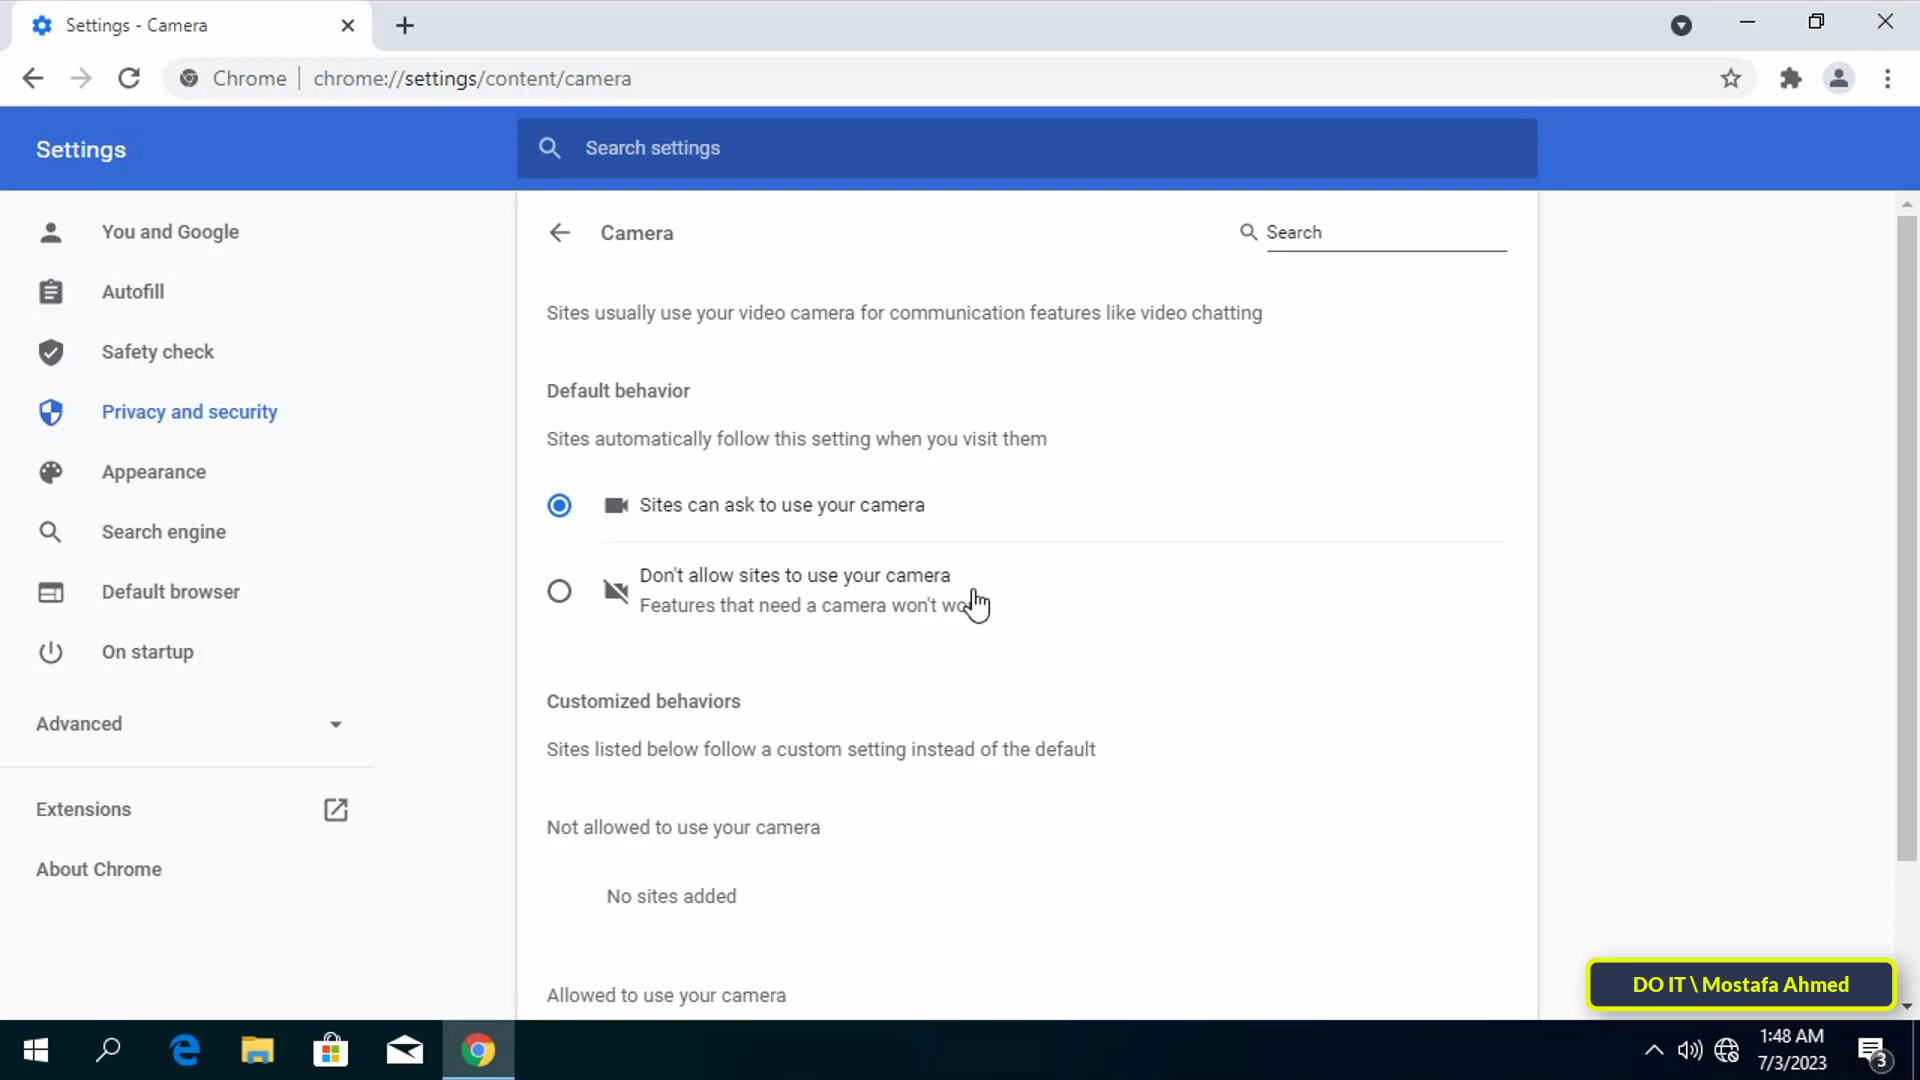 Settings - Camera
Chrome
chrome://settings/content/camera
Settings
Search settings
You and Google
Autofill
Safety check
Privacy and security
Appearance
Search engine
Default browser
On startup
Advanced
Extensions
About Chrome
Camera
Search
Sites usually use your video camera for communication features like video chatting
Default behavior
Sites automatically follow this setting when you visit them
Sites can ask to use your camera
Don't allow sites to use your camera
Features that need a camera won't
Customized behaviors
Sites listed below follow a custom setting instead of the default
Not allowed to use your camera
No sites added
Allowed to use your camera
DO IT \ Mostafa Ahmed
1:48 AM
7/3/2023
3